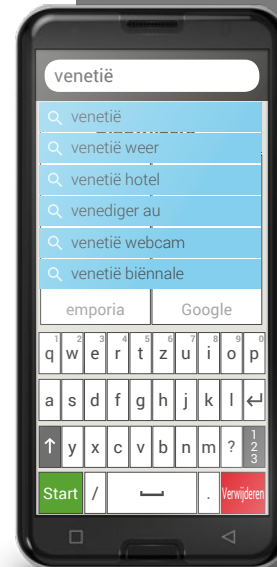 venetië
venetië
venetië weer
venetië hotel
venediger au
venetië webcam
venetië biënnale
emporia Google
1 2 3 4 5 6 7 8 9 0
q w e r t z u i o p
a s d f g h j k l
y x c v b n m ? 1 2 3
Start / . Verwijderen